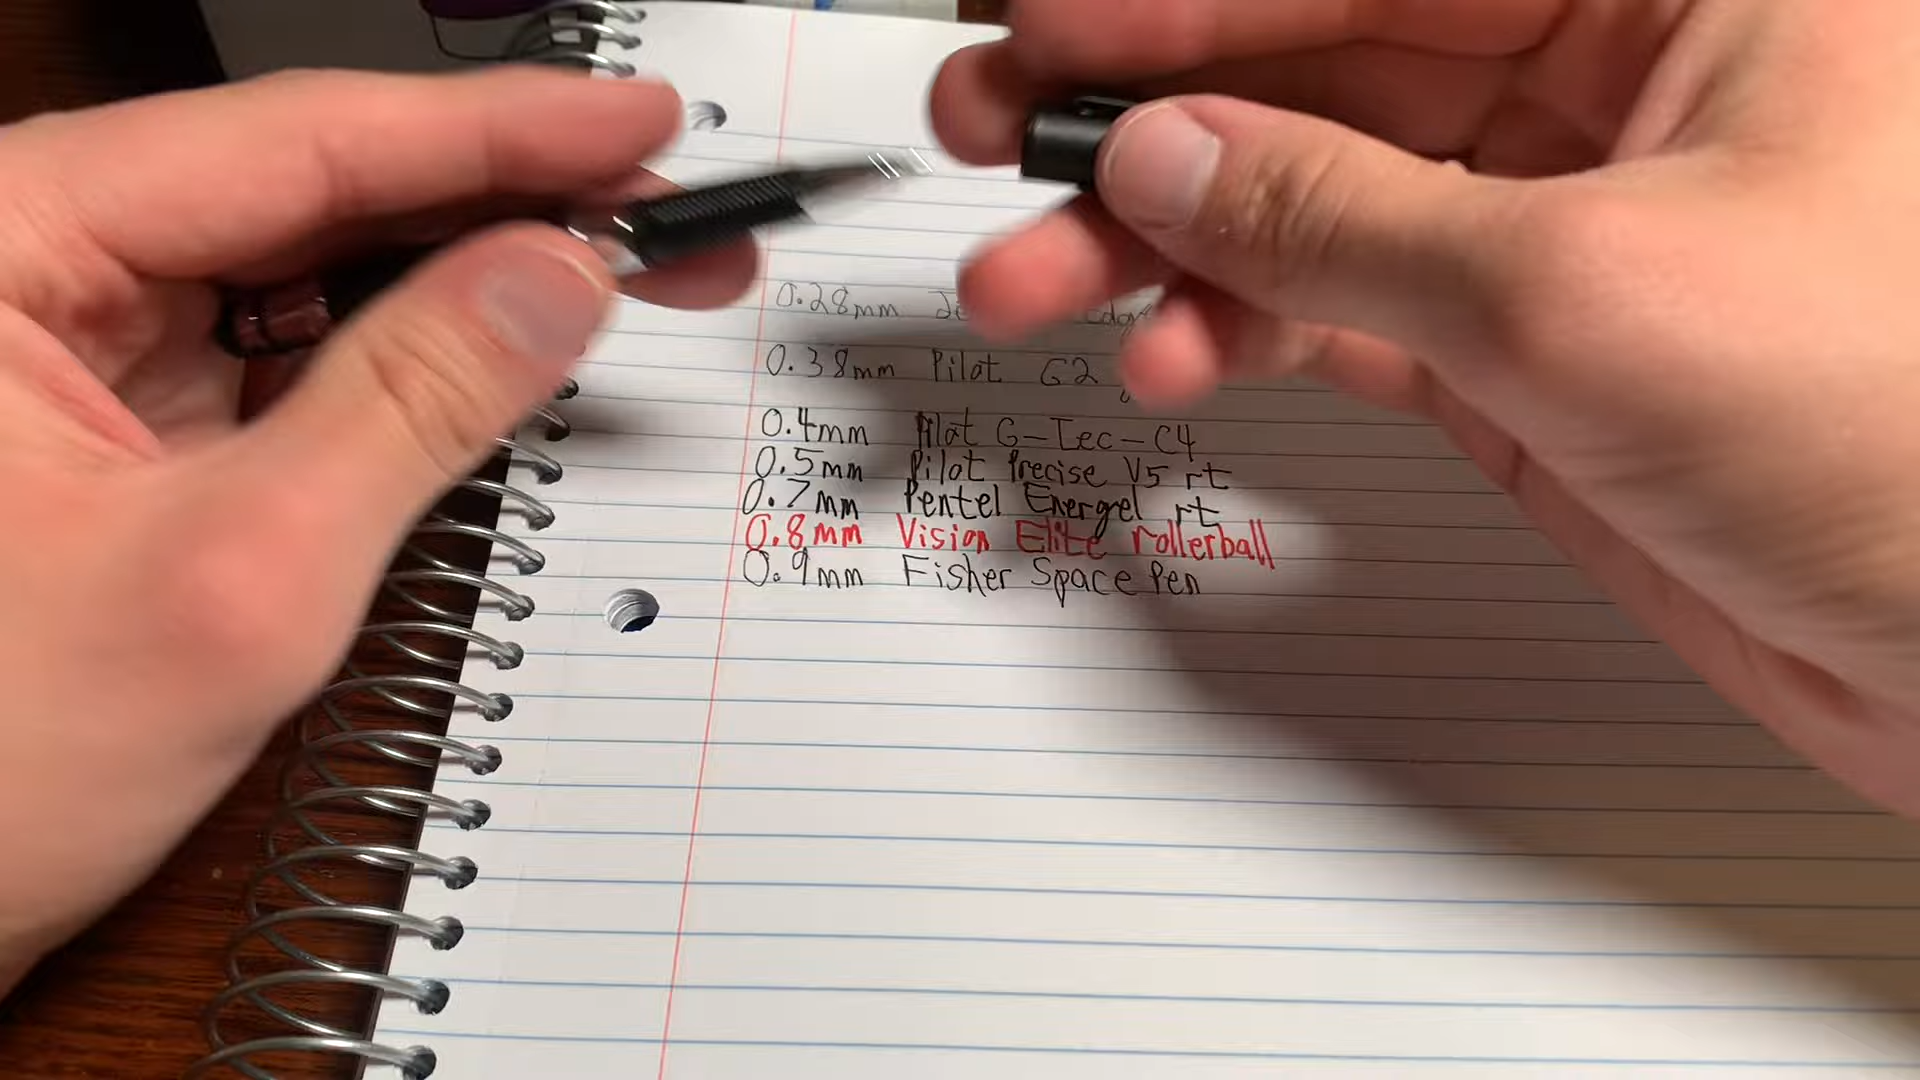 0.28mm
0.38mm Pilot G2
0.4mm Pilot G-Tec-C4
0.5mm Pilot Precise V5 rt
0.7mm Pentel Energel rt
0.8mm Vision Elite rollerball
0.9mm Fisher Space Pen